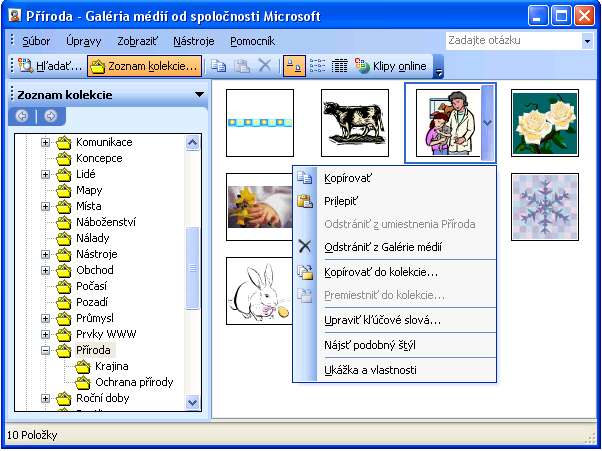 Příroda - Galéria médií od spoločnosti Microsoft
Súbor Úpravy Zobraziť Nástroje Pomocník Zadajte otázku
Hľadať... Zoznam kolekcie... Klipy online
Zoznam kolekcie
Komunikace
Koncepce
Lidé
Mapy
Místa
Náboženství
Nálady
Nástroje
Obchod
Počasí
Pozadí
Průmysl
Prvky WWW
Příroda
Krajina
Ochrana přírody
Roční doby
Kopírovať
Prilepiť
Odstrániť z umiestnenia Příroda
Odstrániť z Galérie médií
Kopírovať do kolekcie...
Premiestniť do kolekcie...
Upraviť kľúčové slová...
Nájsť podobný štýl
Ukážka a vlastnosti
10 Položky